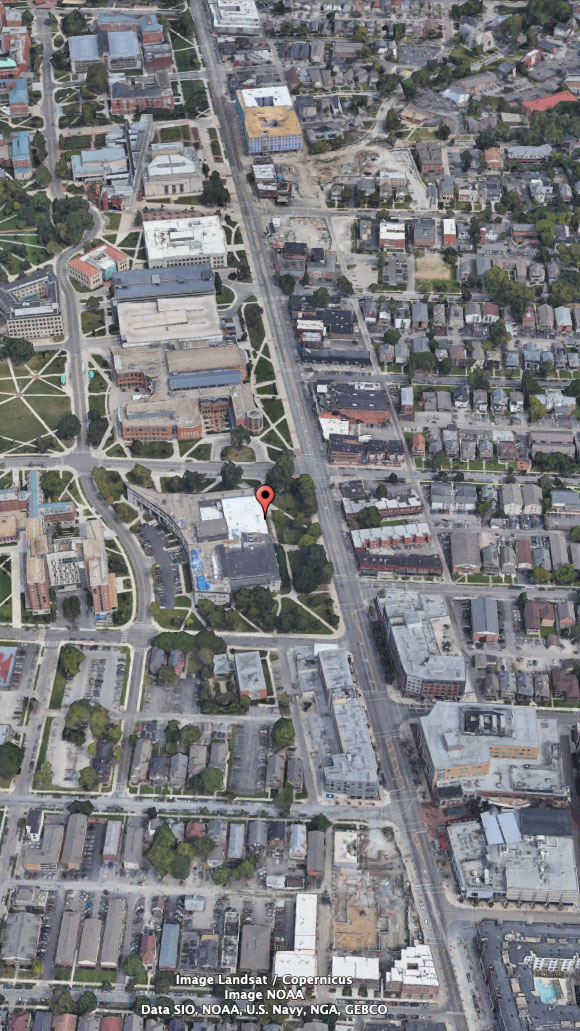 Image Landsat / Copernicus
Image NOAA
Data SIO, NOAA, U.S. Navy, NGA, GEBCO